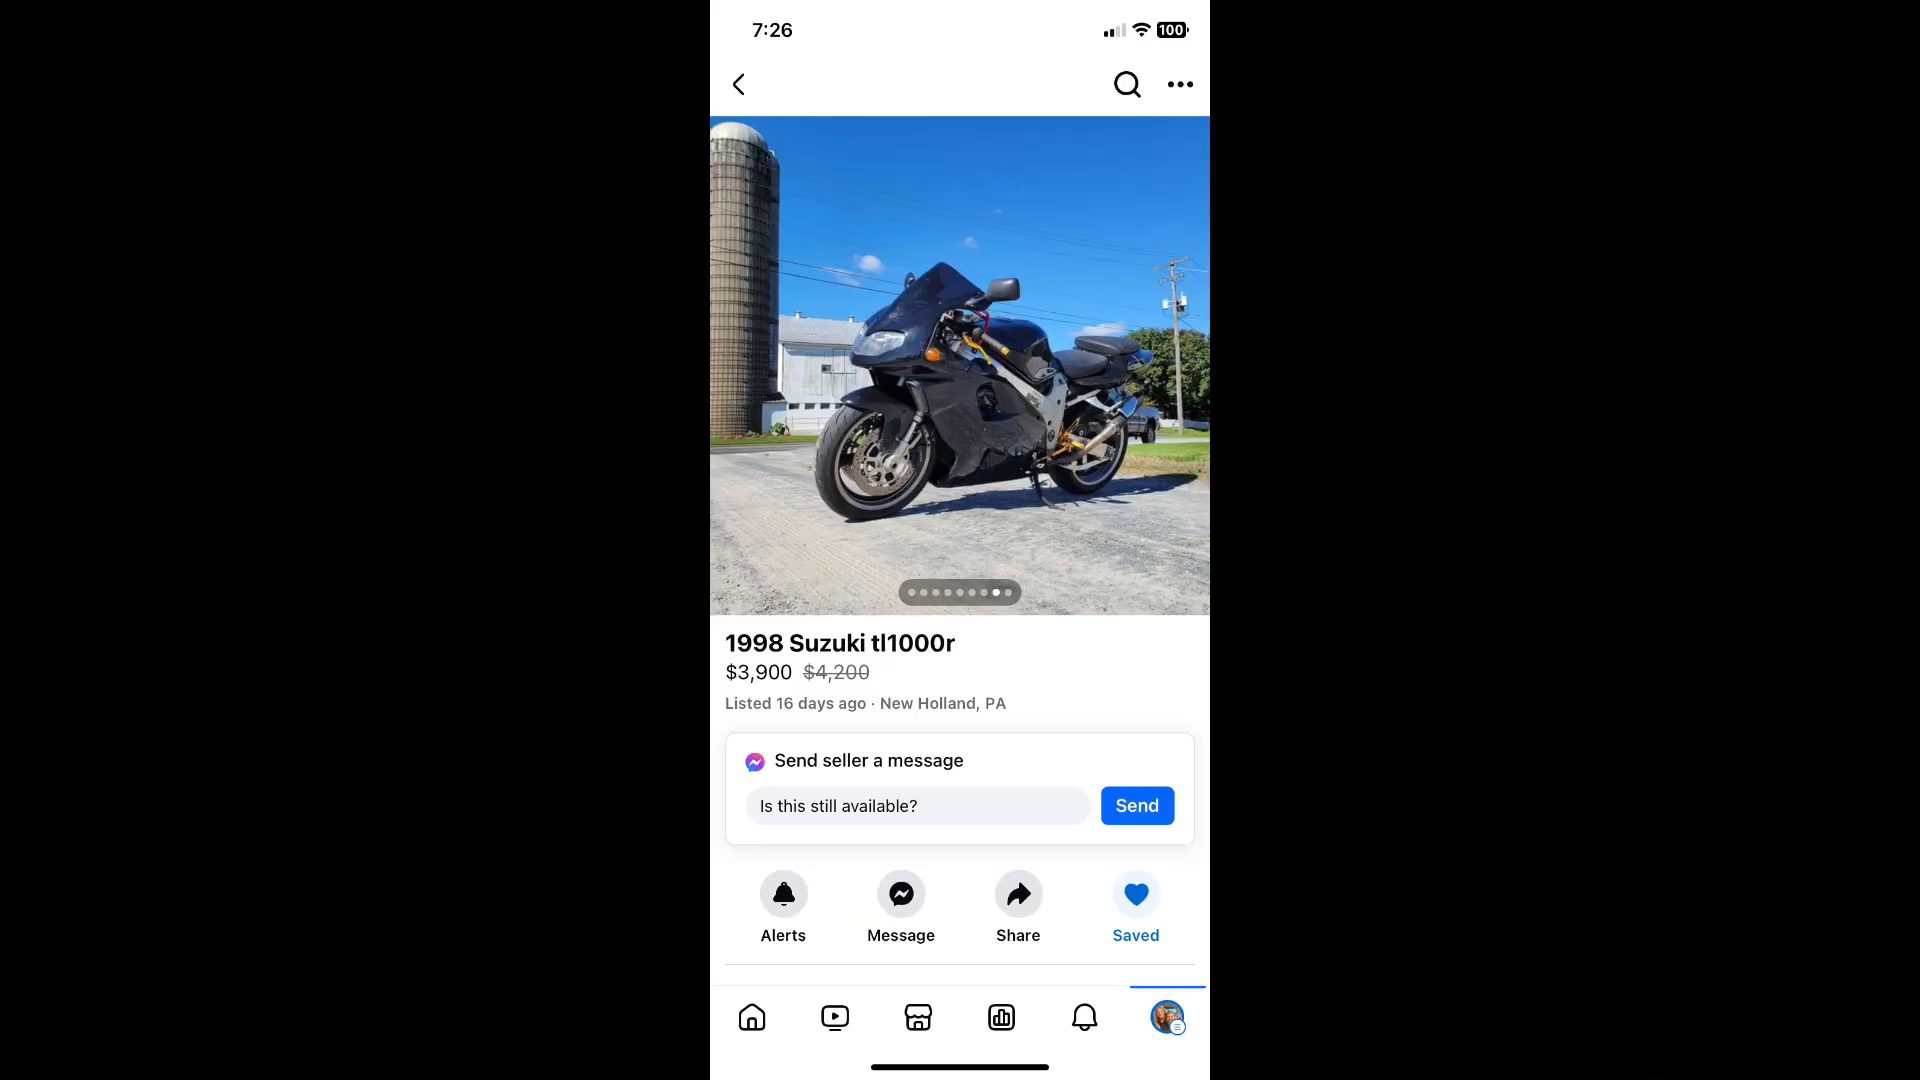 7:26
100
1998 Suzuki tl1000r
$3,900 $4,200
Listed 16 days ago · New Holland, PA
Send seller a message
Is this still available?
Send
Alerts
Message
Share
Saved